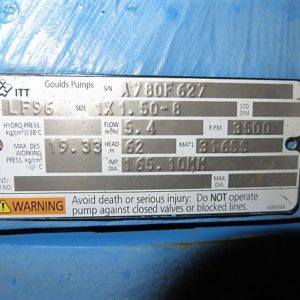 ITT Goulds Pumps S/N A780F627
LF96 SIZE 1X1.50-8 STD. DIM
HYDRO PRESS. kg/cm²@38°C FLOW m³/h 5.4 R.P.M. 3500
MAX DES WORKING 19.33 HEAD m 62 MAT'L 316SS
MAX DES PRESS. kg/cm²@ °C IMP. DIA. 165.10MM
WARNING
Avoid death or serious injury: Do NOT operate
pump against closed valves or blocked lines.